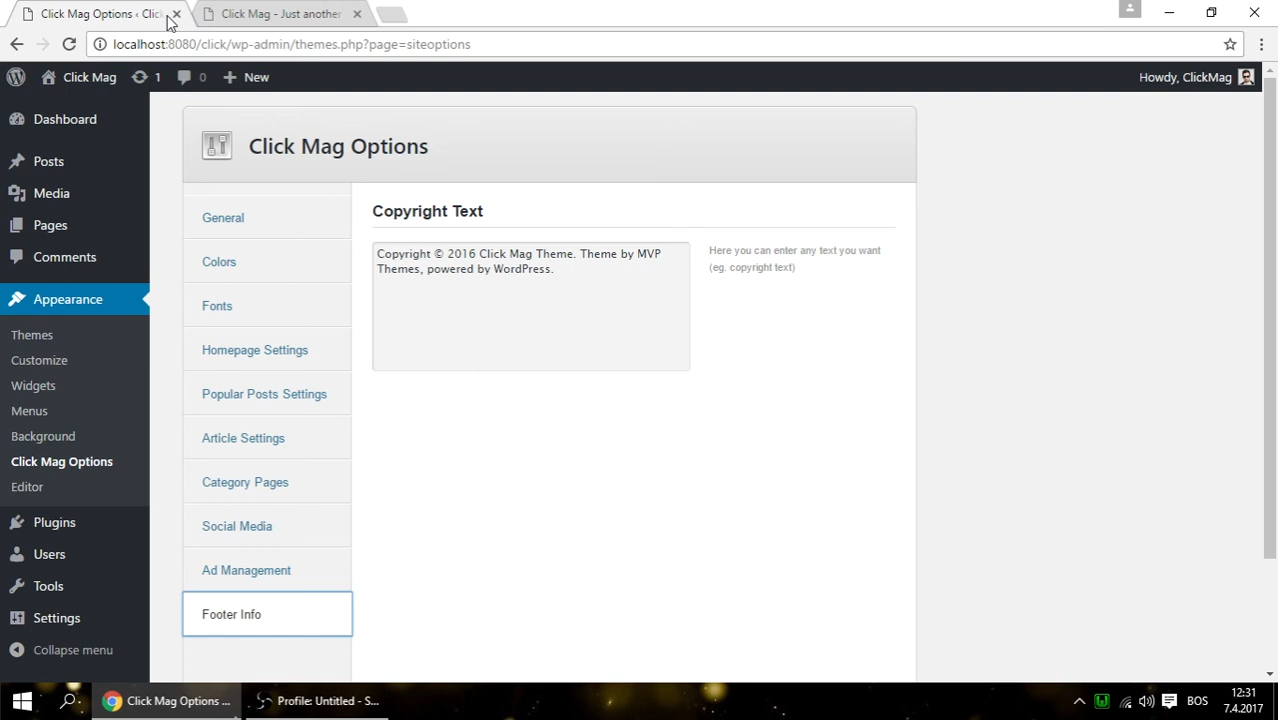 Click Mag Options ‹ Click
Click Mag - Just another
localhost:8080/click/wp-admin/themes.php?page=siteoptions
Click Mag
1
0
New
Howdy, ClickMag
Dashboard
Posts
Media
Pages
Comments
Appearance
Themes
Customize
Widgets
Menus
Background
Click Mag Options
Editor
Plugins
Users
Tools
Settings
Collapse menu
Click Mag Options
General
Colors
Fonts
Homepage Settings
Popular Posts Settings
Article Settings
Category Pages
Social Media
Ad Management
Footer Info
Copyright Text
Copyright © 2016 Click Mag Theme. Theme by MVP
Themes, powered by WordPress.
Here you can enter any text you want
(eg. copyright text)
Click Mag Options ...
Profile: Untitled - S...
BOS
12:31
7.4.2017